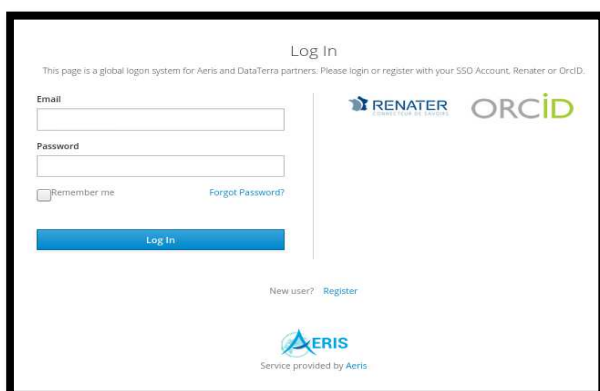 Log In
This page is a global logon system for Aeris and DataTerra partners. Please login or register with your SSO Account, Renater or OrcID.
Email
Password
Remember me
Forgot Password?
Log In
RENATER
CONNECTEUR DE SAVOIRS
ORCiD
New user? Register
AERIS
Service provided by Aeris